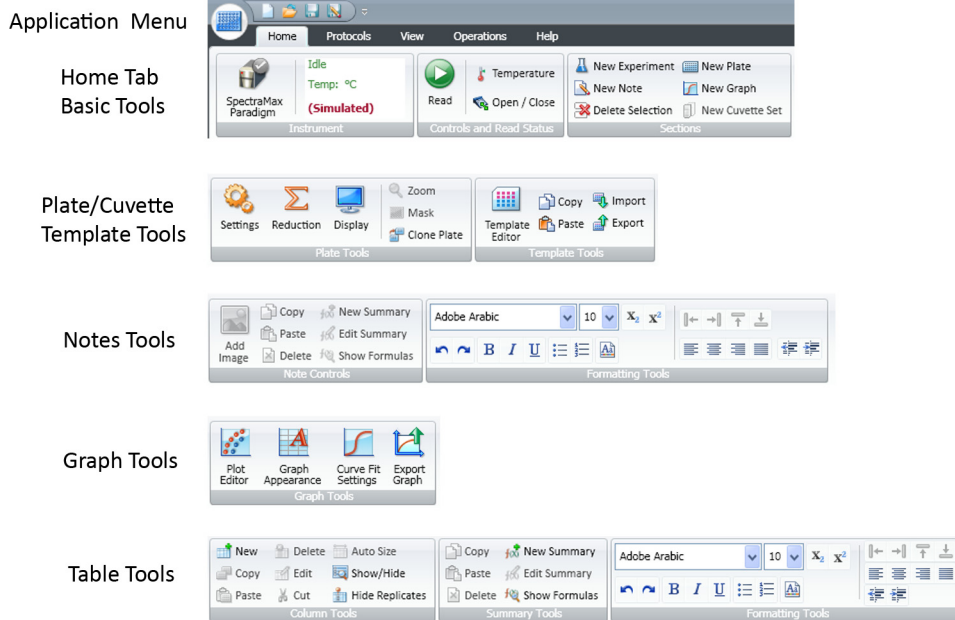 Application Menu
Home Protocols View Operations Help
Home Tab
Basic Tools
SpectraMax
Paradigm
Idle
Temp: °C
(Simulated)
Instrument
Read
Temperature
Open / Close
Controls and Read Status
New Experiment New Plate
New Note New Graph
Delete Selection New Cuvette Set
Sections
Plate/Cuvette
Template Tools
Settings Reduction Display
Zoom
Mask
Clone Plate
Plate Tools
Template
Editor
Copy Import
Paste Export
Template Tools
Notes Tools
Add
Image
Copy New Summary
Paste Edit Summary
Delete Show Formulas
Note Controls
Adobe Arabic 10 X₂ X²
B I U
Formatting Tools
Graph Tools
Plot
Editor
Graph
Appearance
Curve Fit
Settings
Export
Graph
Graph Tools
Table Tools
New Delete Auto Size
Copy Edit Show/Hide
Paste Cut Hide Replicates
Column Tools
Copy New Summary
Paste Edit Summary
Delete Show Formulas
Summary Tools
Adobe Arabic 10 X₂ X²
B I U
Formatting Tools